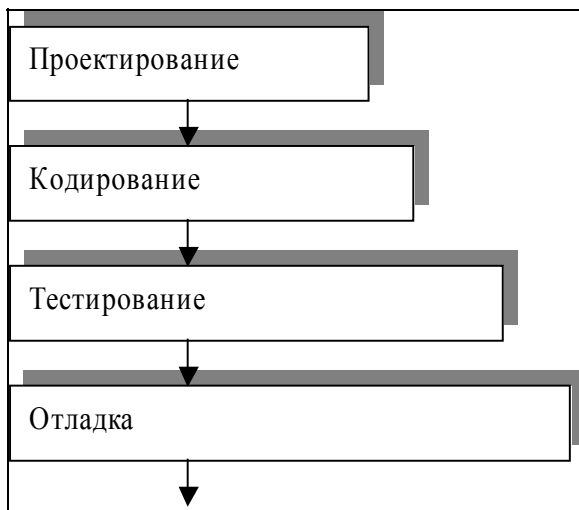 Проектирование
Кодирование
Тестирование
Отладка